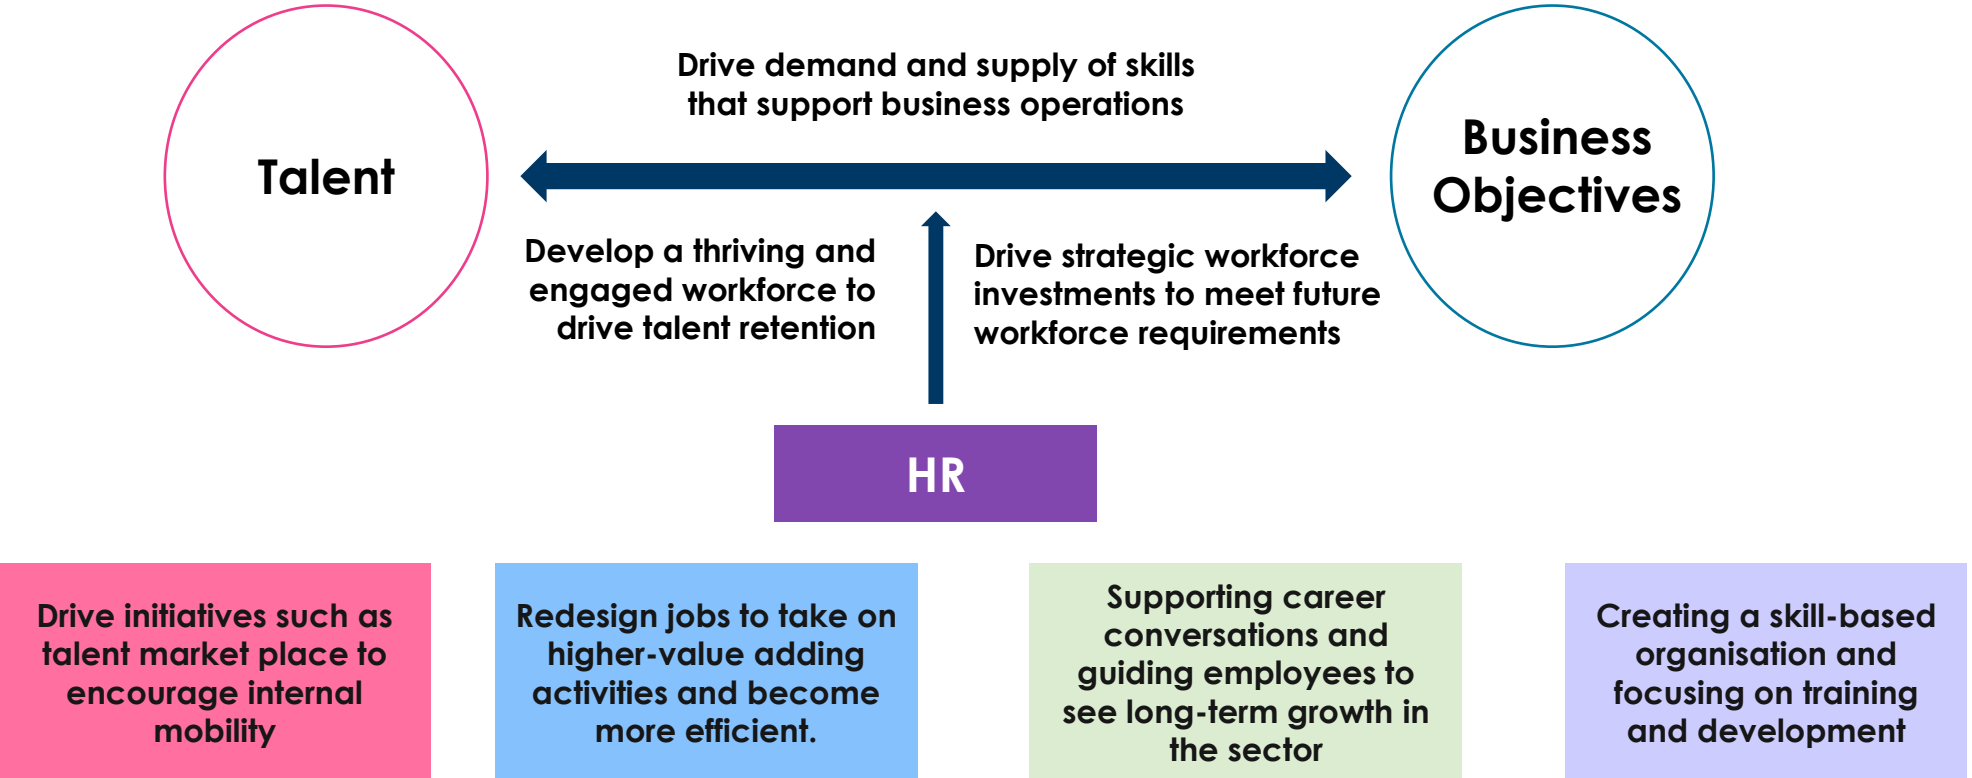 Talent
Drive demand and supply of skills
that support business operations
Business
Objectives
Develop a thriving and
engaged workforce to
drive talent retention
Drive strategic workforce
investments to meet future
workforce requirements
HR
Drive initiatives such as
talent market place to
encourage internal
mobility
Redesign jobs to take on
higher-value adding
activities and become
more efficient.
Supporting career
conversations and
guiding employees to
see long-term growth in
the sector
Creating a skill-based
organisation and
focusing on training
and development